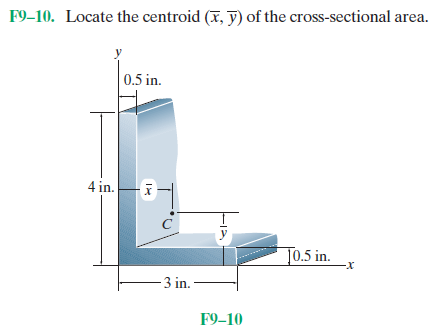 F9–10. Locate the centroid (x̅, y̅) of the cross-sectional area.
y
0.5 in.
4 in.
x̅
C
y̅
0.5 in.
x
3 in.
F9–10